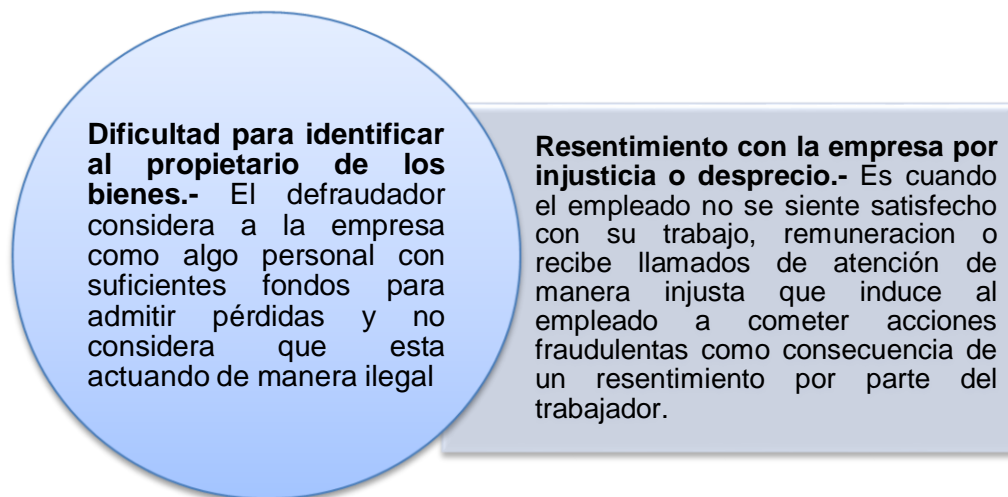 Dificultad para identificar
al propietario de los
bienes.- El defraudador
considera a la empresa
como algo personal con
suficientes fondos para
admitir pérdidas y no
considera que esta
actuando de manera ilegal
Resentimiento con la empresa por
injusticia o desprecio.- Es cuando
el empleado no se siente satisfecho
con su trabajo, remuneracion o
recibe llamados de atención de
manera injusta que induce al
empleado a cometer acciones
fraudulentas como consecuencia de
un resentimiento por parte del
trabajador.